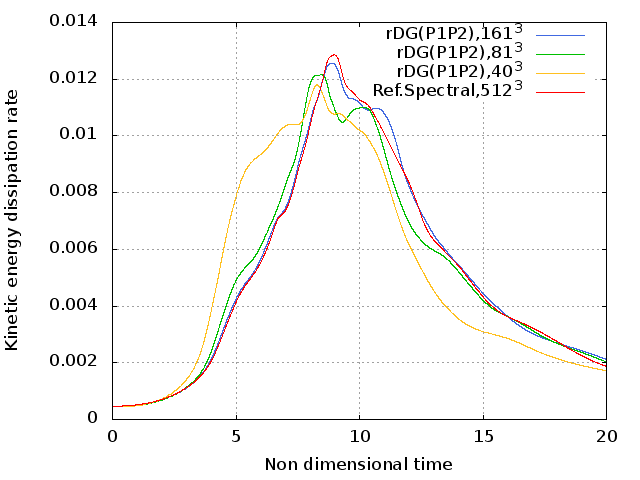 0.014
0.012
0.01
0.008
0.006
0.004
0.002
0
0 5 10 15 20
Kinetic energy dissipation rate
Non dimensional time
rDG(P1P2),161³
rDG(P1P2),81³
rDG(P1P2),40³
Ref.Spectral,512³